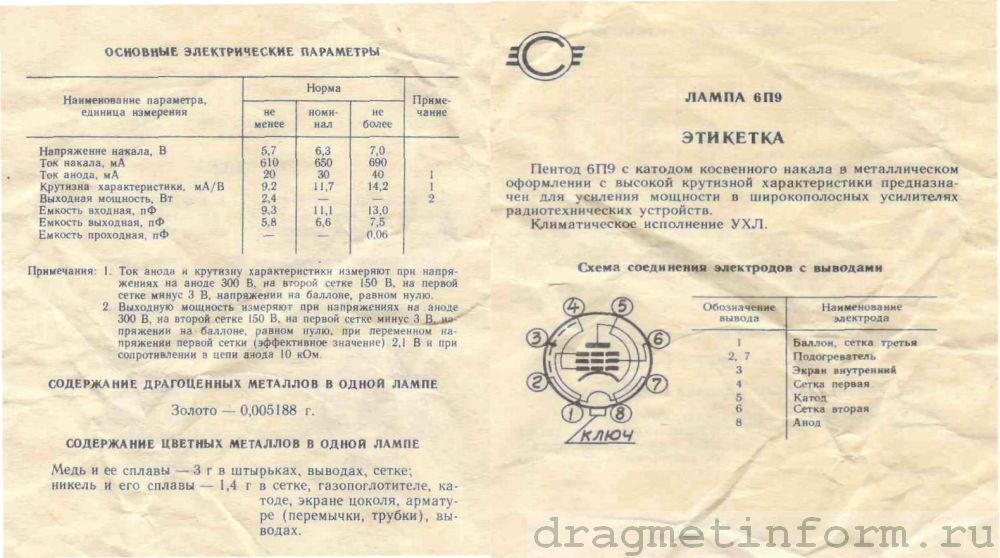 ОСНОВНЫЕ ЭЛЕКТРИЧЕСКИЕ ПАРАМЕТРЫ
Наименование параметра, единица измерения | Норма | Приме-чание
не менее | номи-нал | не более
Напряжение накала, В 5,7 6,3 7,0
Ток накала, мА 610 650 690
Ток анода, мА 20 30 40 1
Крутизна характеристики, мА/В 9,2 11,7 14,2 1
Выходная мощность, Вт 2,4 — — 2
Емкость входная, пФ 9,3 11,1 13,0
Емкость выходная, пФ 5,8 6,6 7,5
Емкость проходная, пФ — — 0,06
Примечания: 1. Ток анода и крутизну характеристики измеряют при напря-
жениях на аноде 300 В, на второй сетке 150 В, на первой
сетке минус 3 В, напряжении на баллоне, равном нулю.
2. Выходную мощность измеряют при напряжениях на аноде
300 В, на второй сетке 150 В, на первой сетке минус 3 В, на-
пряжении на баллоне, равном нулю, при переменном на-
пряжении первой сетки (эффективное значение) 2,1 В и при
сопротивлении в цепи анода 10 кОм.
СОДЕРЖАНИЕ ДРАГОЦЕННЫХ МЕТАЛЛОВ В ОДНОЙ ЛАМПЕ
Золото — 0,005188 г.
СОДЕРЖАНИЕ ЦВЕТНЫХ МЕТАЛЛОВ В ОДНОЙ ЛАМПЕ
Медь и ее сплавы — 3 г в штырьках, выводах, сетке;
никель и его сплавы — 1,4 г в сетке, газопоглотителе, ка-
тоде, экране цоколя, армату-
ре (перемычки, трубки), вы-
водах.
С
ЛАМПА 6П9
ЭТИКЕТКА
Пентод 6П9 с катодом косвенного накала в металлическом
оформлении с высокой крутизной характеристики предназна-
чен для усиления мощности в широкополосных усилителях
радиотехнических устройств.
Климатическое исполнение УХЛ.
Схема соединения электродов с выводами
4 5
3 6
2 7
1 8
КЛЮЧ
Обозначение вывода | Наименование электрода
1 Баллон, сетка третья
2, 7 Подогреватель
3 Экран внутренний
4 Сетка первая
5 Катод
6 Сетка вторая
8 Анод
dragmetinform.ru